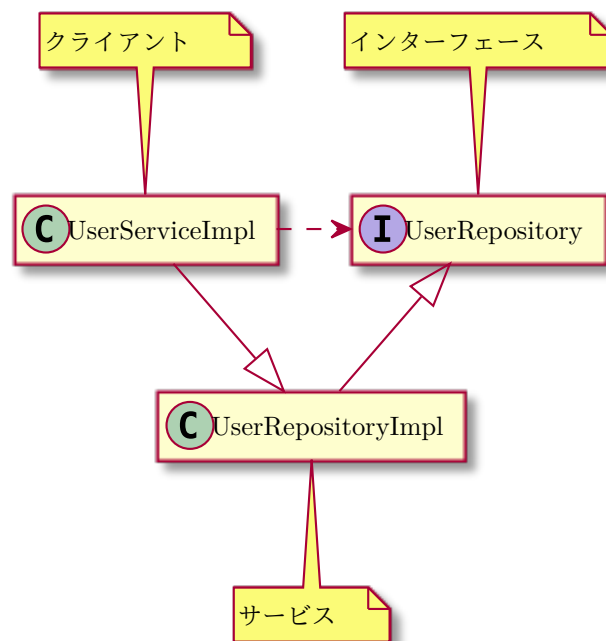 クライアント
インターフェース
C UserServiceImpl
I UserRepository
C UserRepositoryImpl
サービス